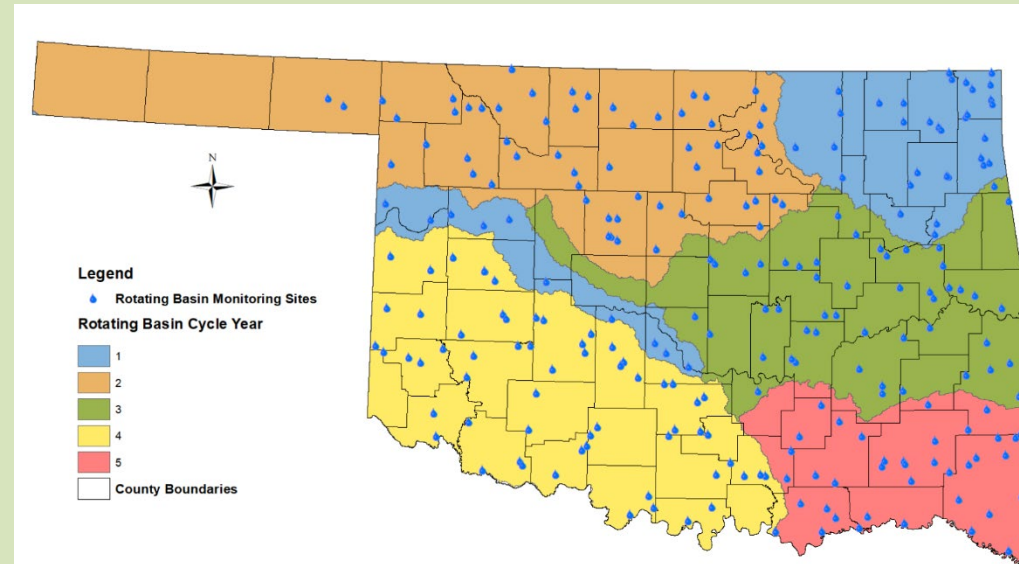 N
Legend
Rotating Basin Monitoring Sites
Rotating Basin Cycle Year
1
2
3
4
5
County Boundaries